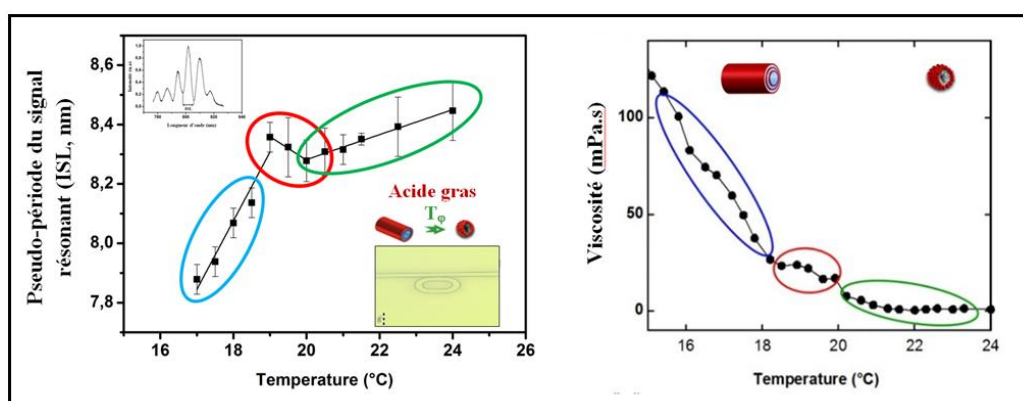 Pseudo-période du signal
résonant (ISL, nm)
8,6
8,4
8,2
8,0
7,8
14
16
18
20
22
24
26
Temperature (°C)
Longueur d'onde (nm)
Acide gras
Tφ
Viscosité (mPa.s)
100
50
0
16
18
20
22
24
Temperature (°C)